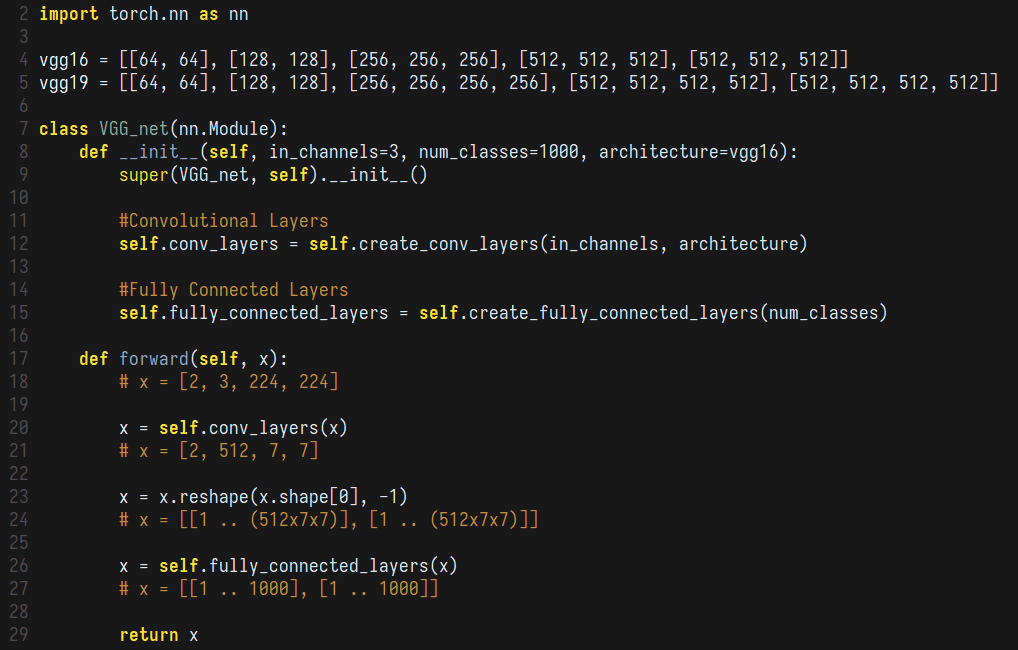 2 import torch.nn as nn
3
4 vgg16 = [[64, 64], [128, 128], [256, 256, 256], [512, 512, 512], [512, 512, 512]]
5 vgg19 = [[64, 64], [128, 128], [256, 256, 256, 256], [512, 512, 512, 512], [512, 512, 512, 512]]
6
7 class VGG_net(nn.Module):
8     def __init__(self, in_channels=3, num_classes=1000, architecture=vgg16):
9         super(VGG_net, self).__init__()
10
11         #Convolutional Layers
12         self.conv_layers = self.create_conv_layers(in_channels, architecture)
13
14         #Fully Connected Layers
15         self.fully_connected_layers = self.create_fully_connected_layers(num_classes)
16
17     def forward(self, x):
18         # x = [2, 3, 224, 224]
19
20         x = self.conv_layers(x)
21         # x = [2, 512, 7, 7]
22
23         x = x.reshape(x.shape[0], -1)
24         # x = [[1 .. (512x7x7)], [1 .. (512x7x7)]]
25
26         x = self.fully_connected_layers(x)
27         # x = [[1 .. 1000], [1 .. 1000]]
28
29         return x